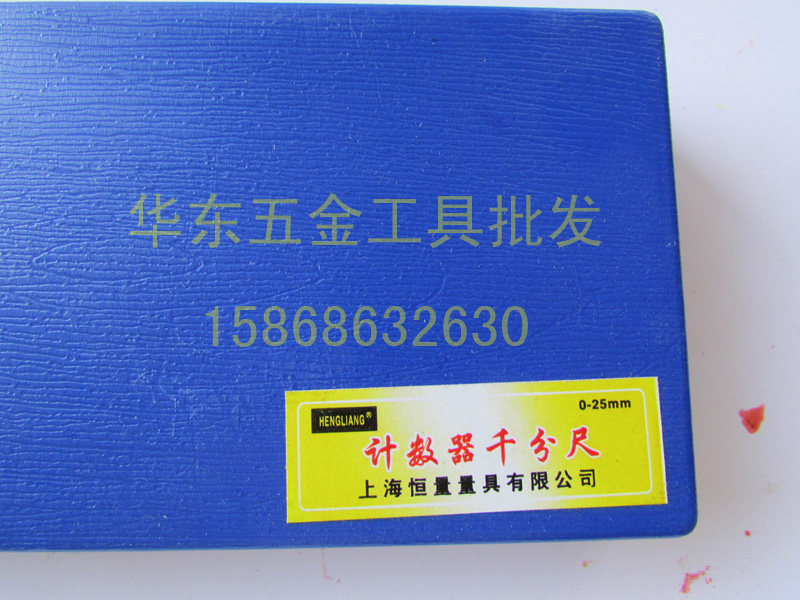 华东五金工具批发
15868632630
HENGLIANG®
0-25mm
计数器千分尺
上海恒量量具有限公司